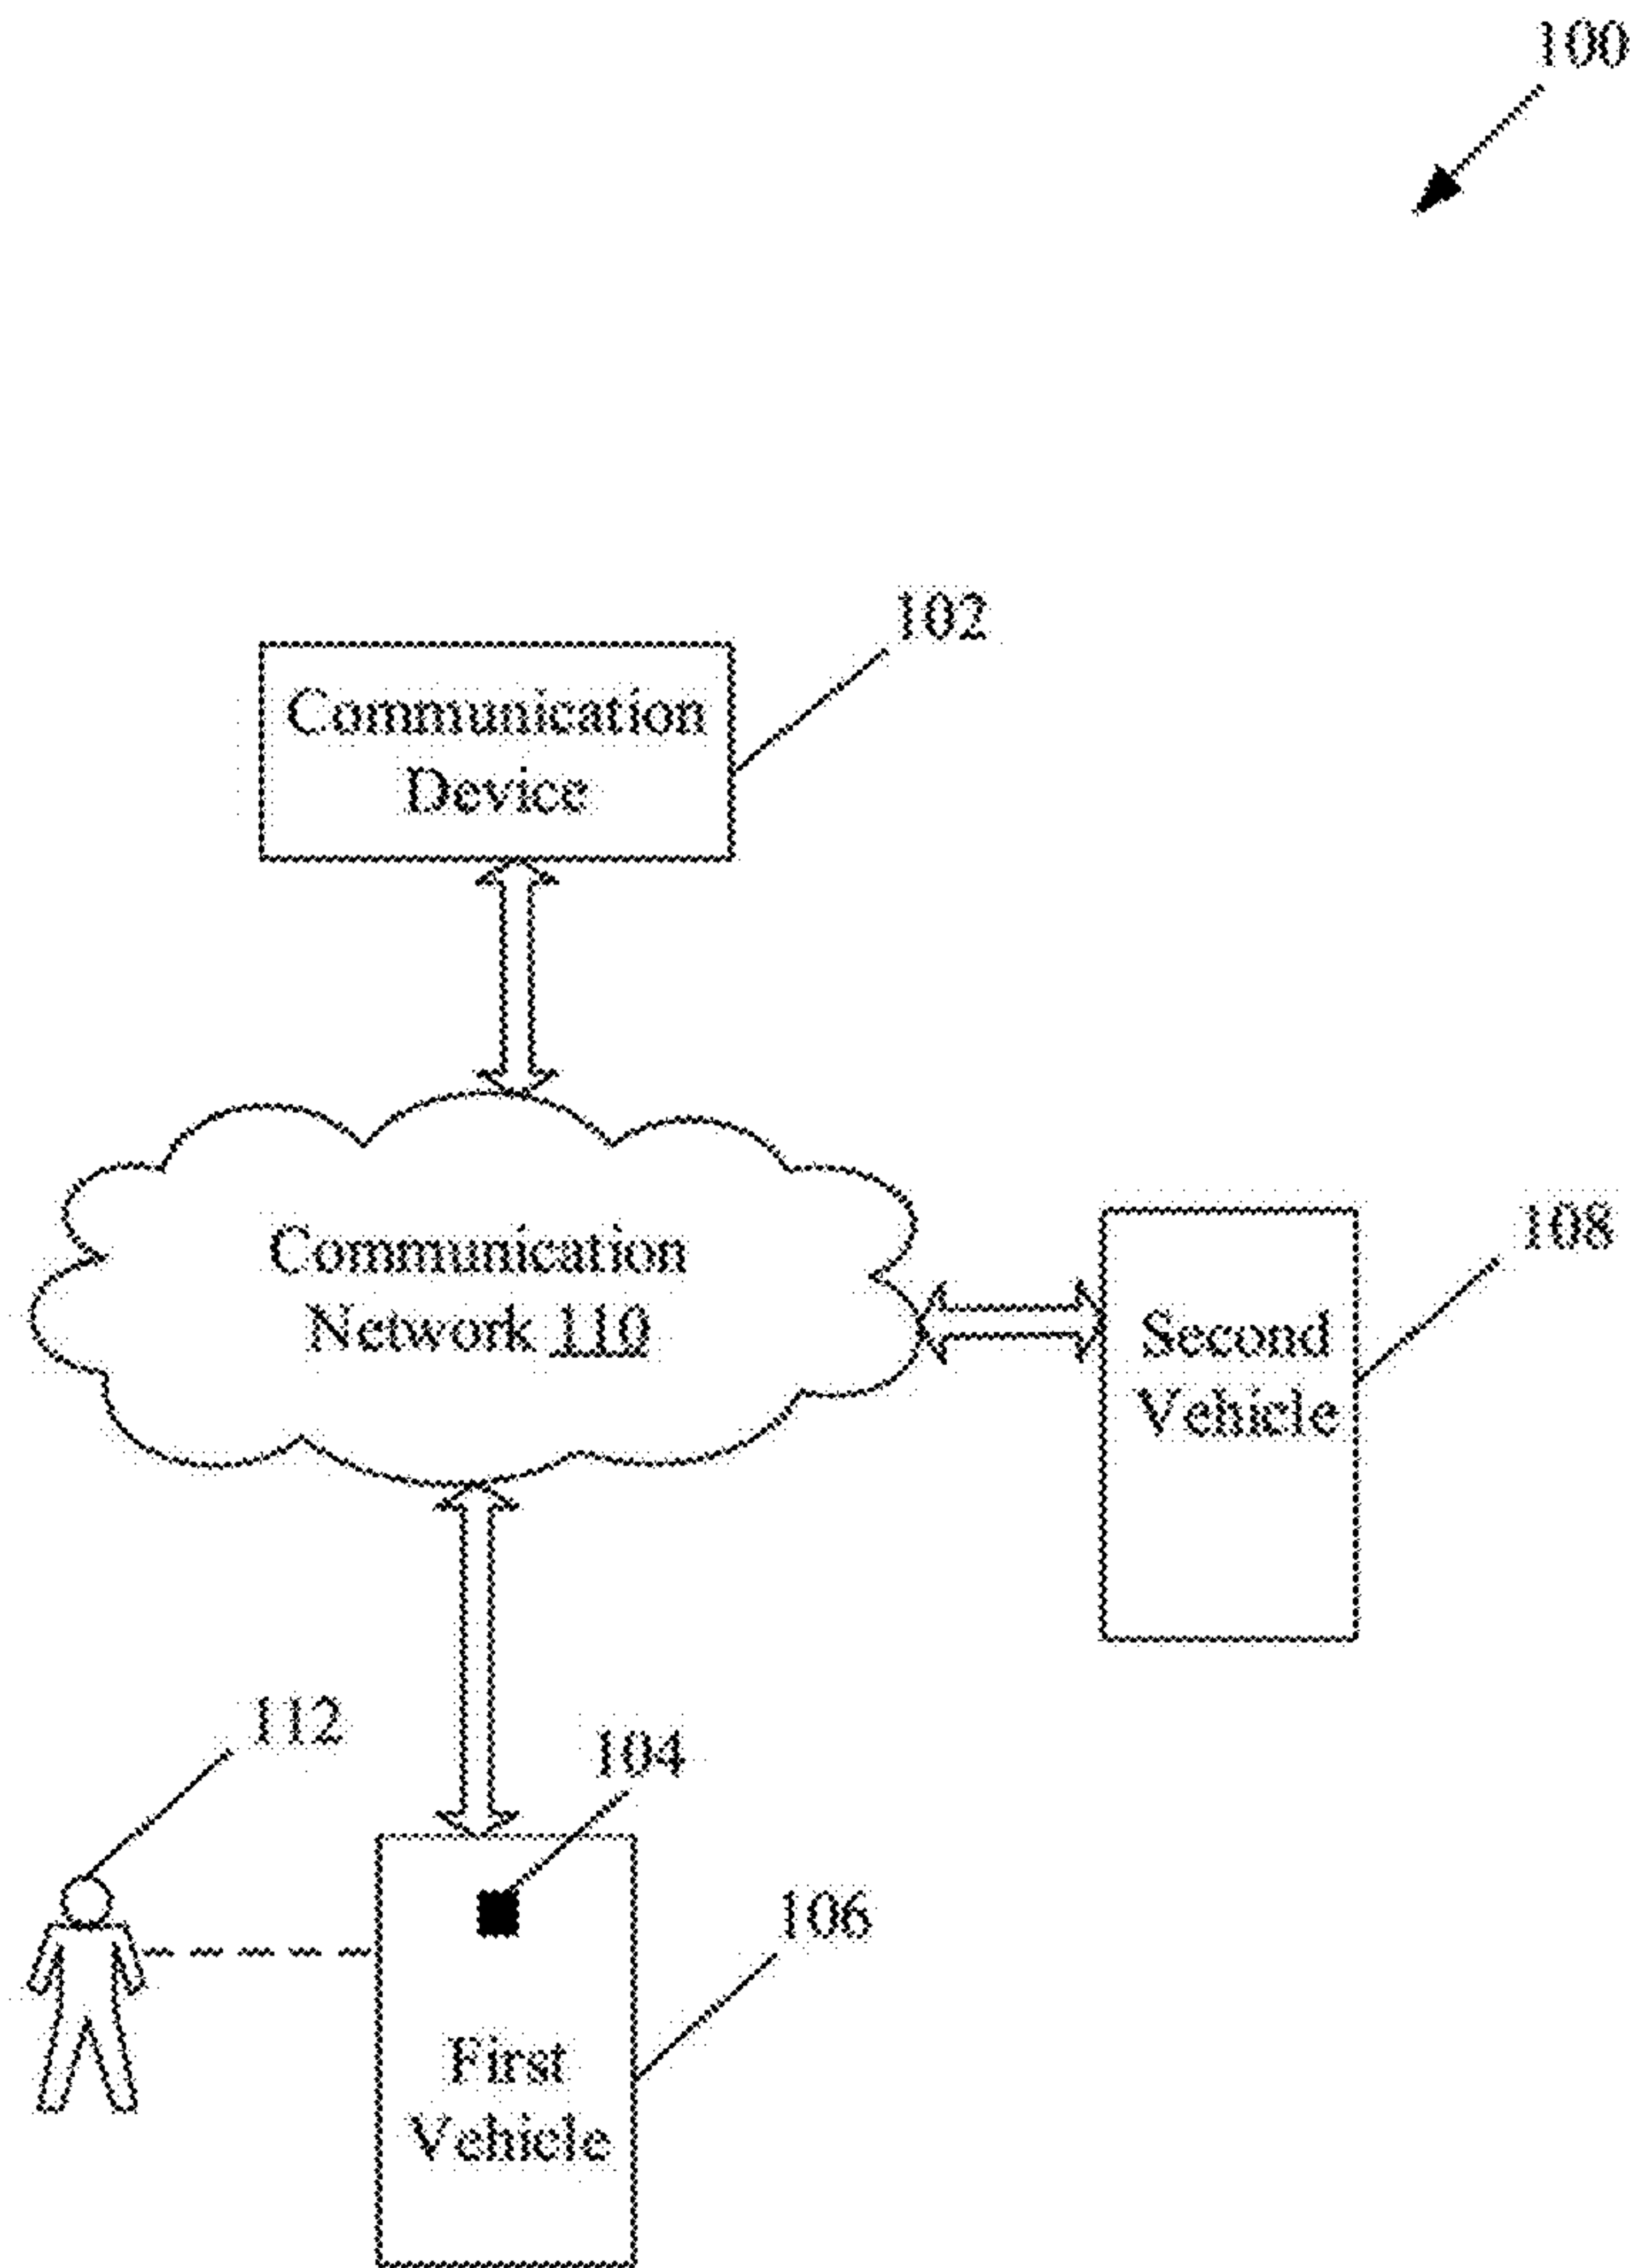 100
102
Communication
Device
Communication
Network 110
108
Second
Vehicle
112
104
106
First
Vehicle